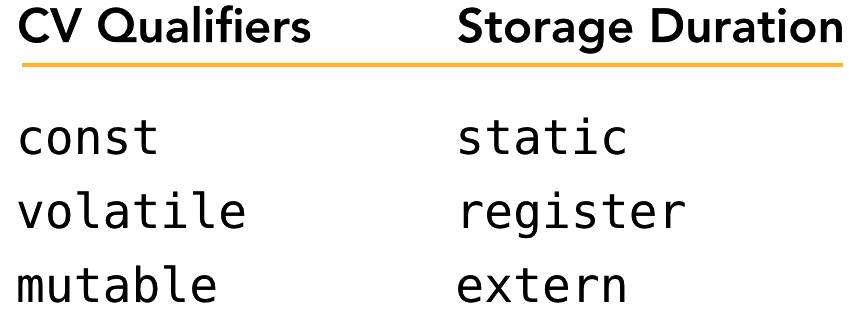 CV Qualifiers Storage Duration
const static
volatile register
mutable extern